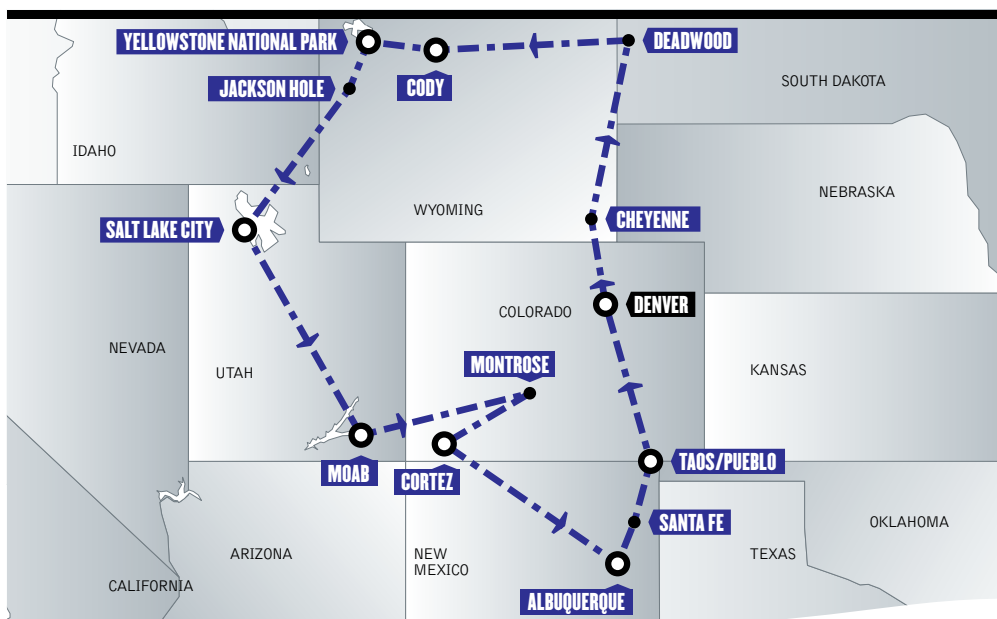 YELLOWSTONE NATIONAL PARK
DEADWOOD
JACKSON HOLE
CODY
SOUTH DAKOTA
IDAHO
NEBRASKA
WYOMING
CHEYENNE
SALT LAKE CITY
COLORADO
DENVER
NEVADA
UTAH
MONTROSE
KANSAS
MOAB
CORTEZ
TAOS/PUEBLO
SANTA FE
OKLAHOMA
ARIZONA
NEW
MEXICO
TEXAS
CALIFORNIA
ALBUQUERQUE